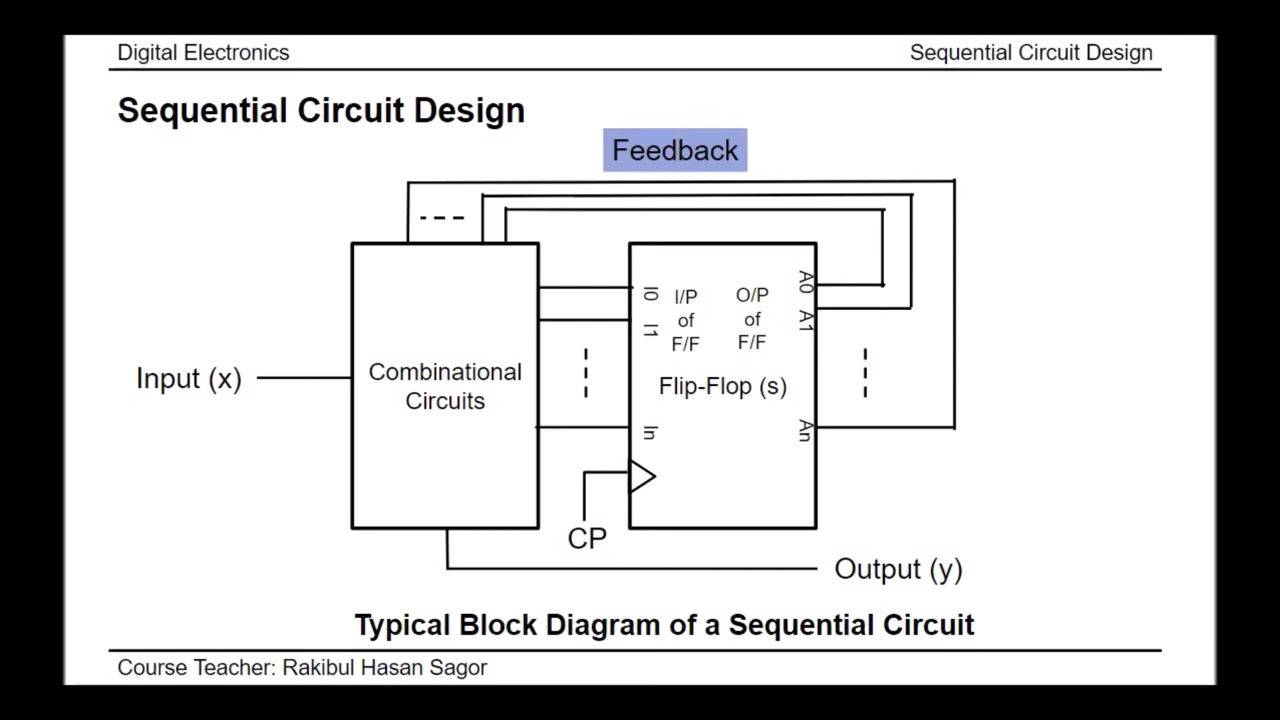 Digital Electronics
Sequential Circuit Design
Sequential Circuit Design
Feedback
I0
I/P
of
F/F
O/P
of
F/F
A0
I1
A1
Input (x)
Combinational
Circuits
Flip-Flop (s)
In
An
CP
Output (y)
Typical Block Diagram of a Sequential Circuit
Course Teacher: Rakibul Hasan Sagor